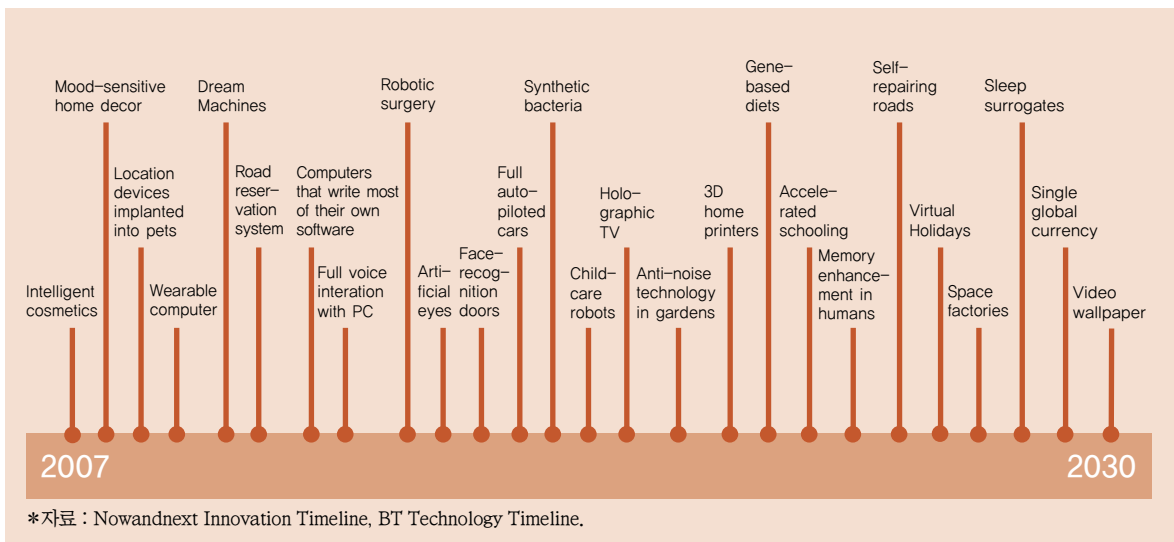 Mood-sensitive
home decor
Dream
Machines
Robotic
surgery
Synthetic
bacteria
Gene-
based
diets
Self-
repairing
roads
Sleep
surrogates
Location
devices
implanted
into pets
Road
reser-
vation
system
Computers
that write most
of their own
software
Full
auto-
piloted
cars
Holo-
graphic
TV
3D
home
printers
Accele-
rated
schooling
Virtual
Holidays
Single
global
currency
Intelligent
cosmetics
Wearable
computer
Full voice
interation
with PC
Arti-
ficial
eyes
Face-
recog-
nition
doors
Child-
care
robots
Anti-noise
technology
in gardens
Memory
enhance-
ment in
humans
Space
factories
Video
wallpaper
2007
2030
*자료 : Nowandnext Innovation Timeline, BT Technology Timeline.